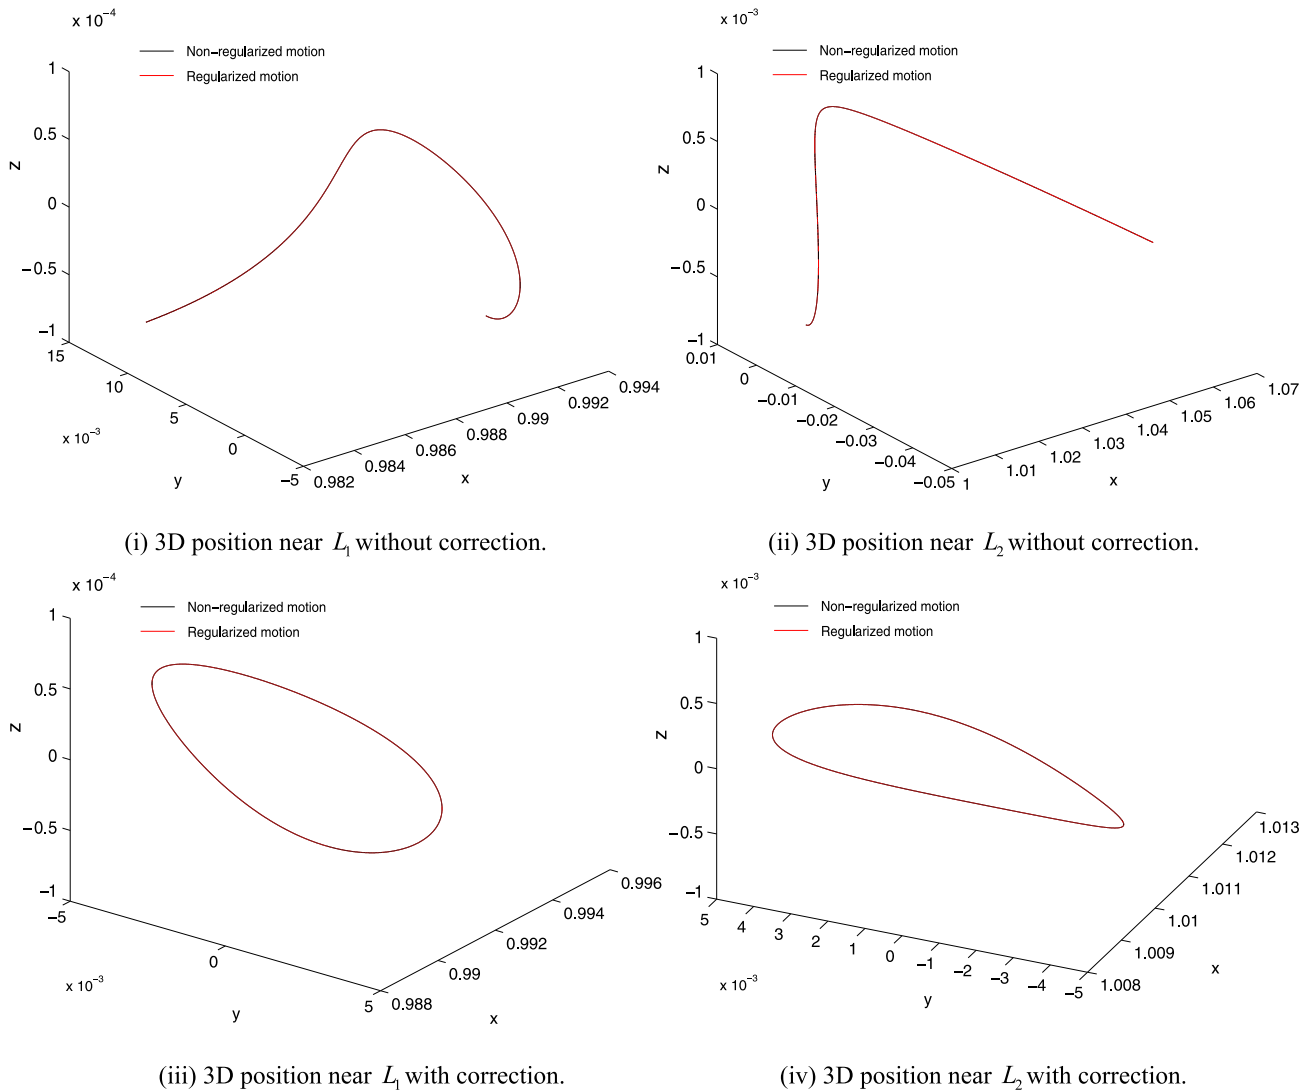 x 10⁻⁴
Non−regularized motion
Regularized motion
1
0.5
0
−0.5
−1
z
15
10
5
0
−5
x 10⁻³
y
0.982
0.984
0.986
0.988
0.99
0.992
0.994
x
(i) 3D position near L₁ without correction.
x 10⁻³
Non−regularized motion
Regularized motion
1
0.5
0
−0.5
−1
z
0.01
0
−0.01
−0.02
−0.03
−0.04
−0.05
y
1
1.01
1.02
1.03
1.04
1.05
1.06
1.07
x
(ii) 3D position near L₂ without correction.
x 10⁻⁴
Non−regularized motion
Regularized motion
1
0.5
0
−0.5
−1
z
−5
0
5
x 10⁻³
y
0.988
0.99
0.992
0.994
0.996
x
(iii) 3D position near L₁ with correction.
x 10⁻³
Non−regularized motion
Regularized motion
1
0.5
0
−0.5
−1
z
5
4
3
2
1
0
−1
−2
−3
−4
−5
x 10⁻³
y
1.008
1.009
1.01
1.011
1.012
1.013
x
(iv) 3D position near L₂ with correction.